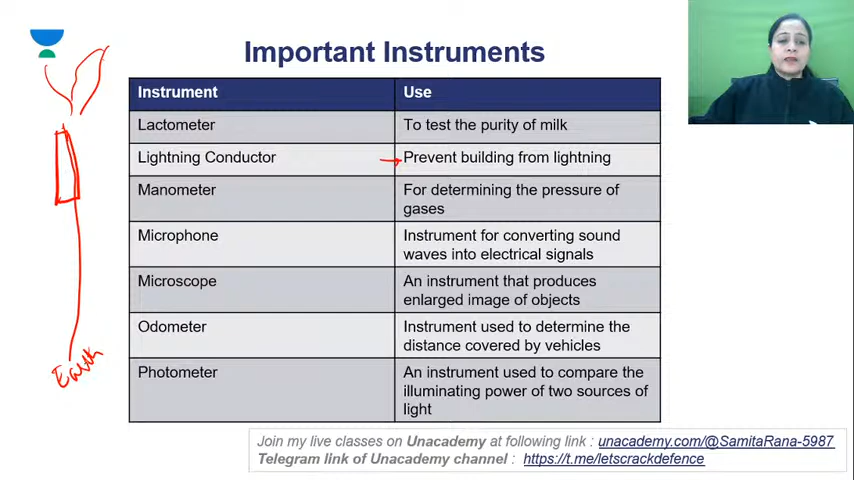 Important Instruments
Instrument Use
Lactometer To test the purity of milk
Lightning Conductor Prevent building from lightning
Manometer For determining the pressure of
gases
Microphone Instrument for converting sound
waves into electrical signals
Microscope An instrument that produces
enlarged image of objects
Odometer Instrument used to determine the
distance covered by vehicles
Photometer An instrument used to compare the
illuminating power of two sources of
light
Earth
Join my live classes on Unacademy at following link : unacademy.com/@SamitaRana-5987
Telegram link of Unacademy channel : https://t.me/letscrackdefence